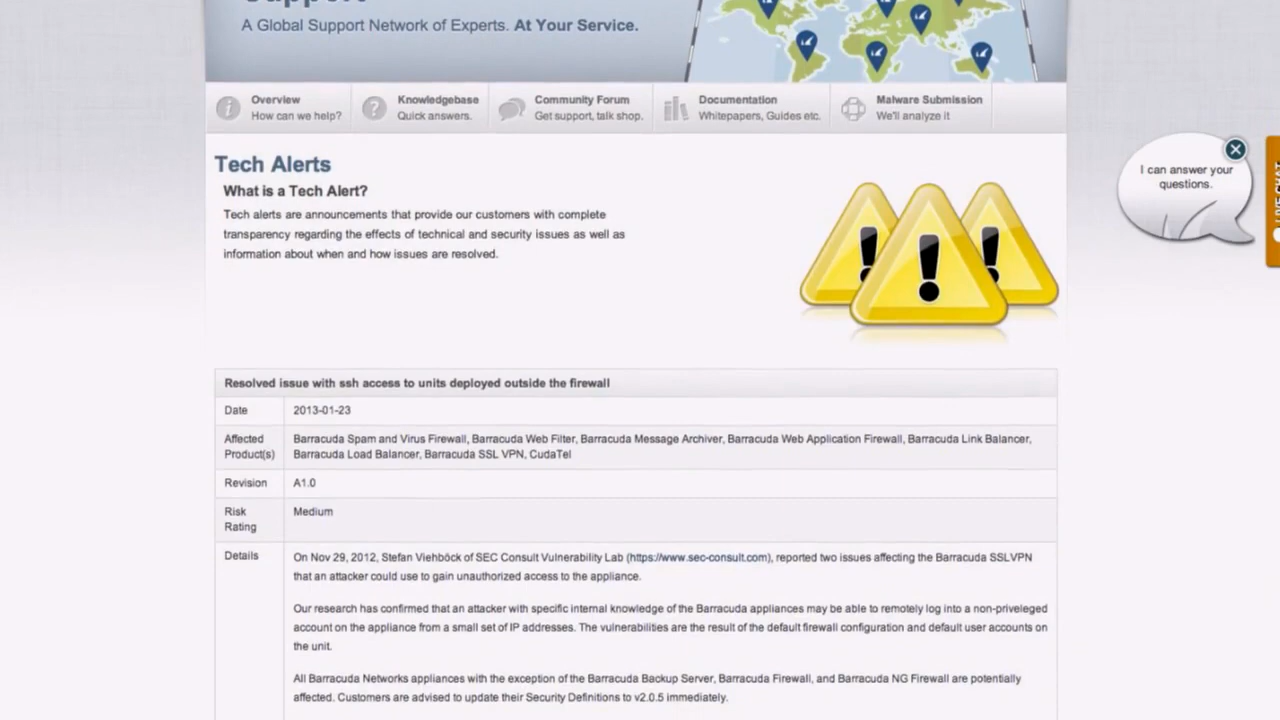 Support
A Global Support Network of Experts. At Your Service.
Overview
How can we help?
Knowledgebase
Quick answers.
Community Forum
Get support, talk shop.
Documentation
Whitepapers, Guides etc.
Malware Submission
We'll analyze it
I can answer your
questions.
LIVE CHAT
Tech Alerts
What is a Tech Alert?
Tech alerts are announcements that provide our customers with complete
transparency regarding the effects of technical and security issues as well as
information about when and how issues are resolved.
Resolved issue with ssh access to units deployed outside the firewall
Date
2013-01-23
Affected
Product(s)
Barracuda Spam and Virus Firewall, Barracuda Web Filter, Barracuda Message Archiver, Barracuda Web Application Firewall, Barracuda Link Balancer,
Barracuda Load Balancer, Barracuda SSL VPN, CudaTel
Revision
A1.0
Risk
Rating
Medium
Details
On Nov 29, 2012, Stefan Viehböck of SEC Consult Vulnerability Lab (https://www.sec-consult.com), reported two issues affecting the Barracuda SSLVPN
that an attacker could use to gain unauthorized access to the appliance.
Our research has confirmed that an attacker with specific internal knowledge of the Barracuda appliances may be able to remotely log into a non-priveleged
account on the appliance from a small set of IP addresses. The vulnerabilities are the result of the default firewall configuration and default user accounts on
the unit.
All Barracuda Networks appliances with the exception of the Barracuda Backup Server, Barracuda Firewall, and Barracuda NG Firewall are potentially
affected. Customers are advised to update their Security Definitions to v2.0.5 immediately.